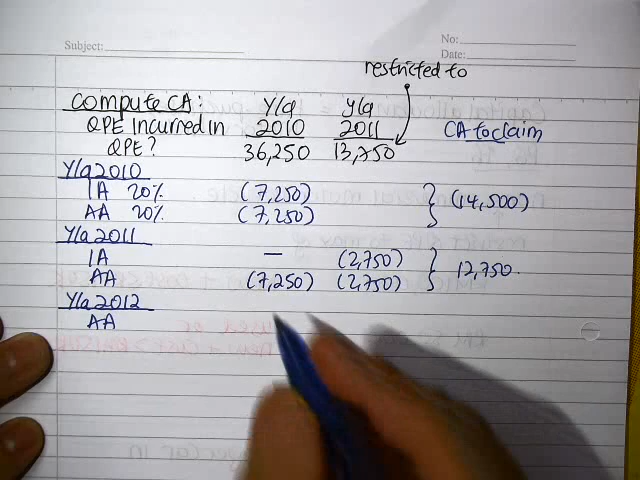 Subject:
No:
Date:
restricted to
Compute CA: Y/a Y/a
QPE Incurred in 2010 2011 CA to claim
QPE? 36,250 13,750
Y/a 2010
IA 20% (7,250)
AA 20% (7,250) } (14,500)
Y/a 2011
IA — (2,750)
AA (7,250) (2,750) } 12,750.
Y/a 2012
AA